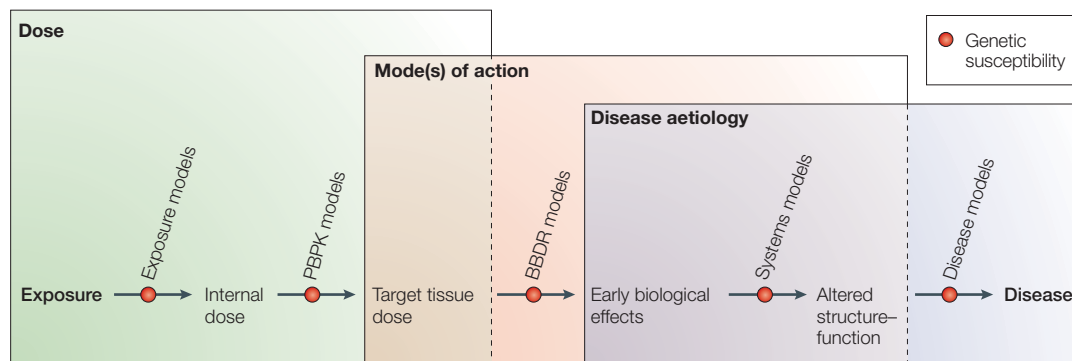 Dose
Mode(s) of action
Disease aetiology
Genetic
susceptibility
Exposure models
PBPK models
BBDR models
Systems models
Disease models
Exposure
Internal
dose
Target tissue
dose
Early biological
effects
Altered
structure–
function
Disease